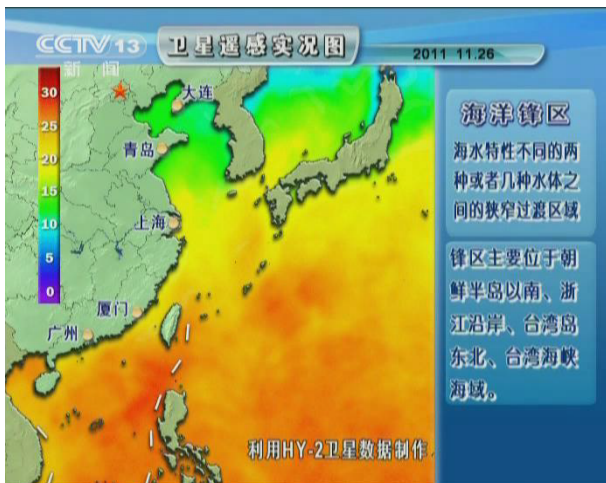 CCTV 13
新闻
卫星遥感实况图
2011 11.26
30
25
20
15
10
5
0
大连
青岛
上海
厦门
广州
利用HY-2卫星数据制作
海洋锋区
海水特性不同的两
种或者几种水体之
间的狭窄过渡区域
锋区主要位于朝
鲜半岛以南、浙
江沿岸、台湾岛
东北、台湾海峡
海域。